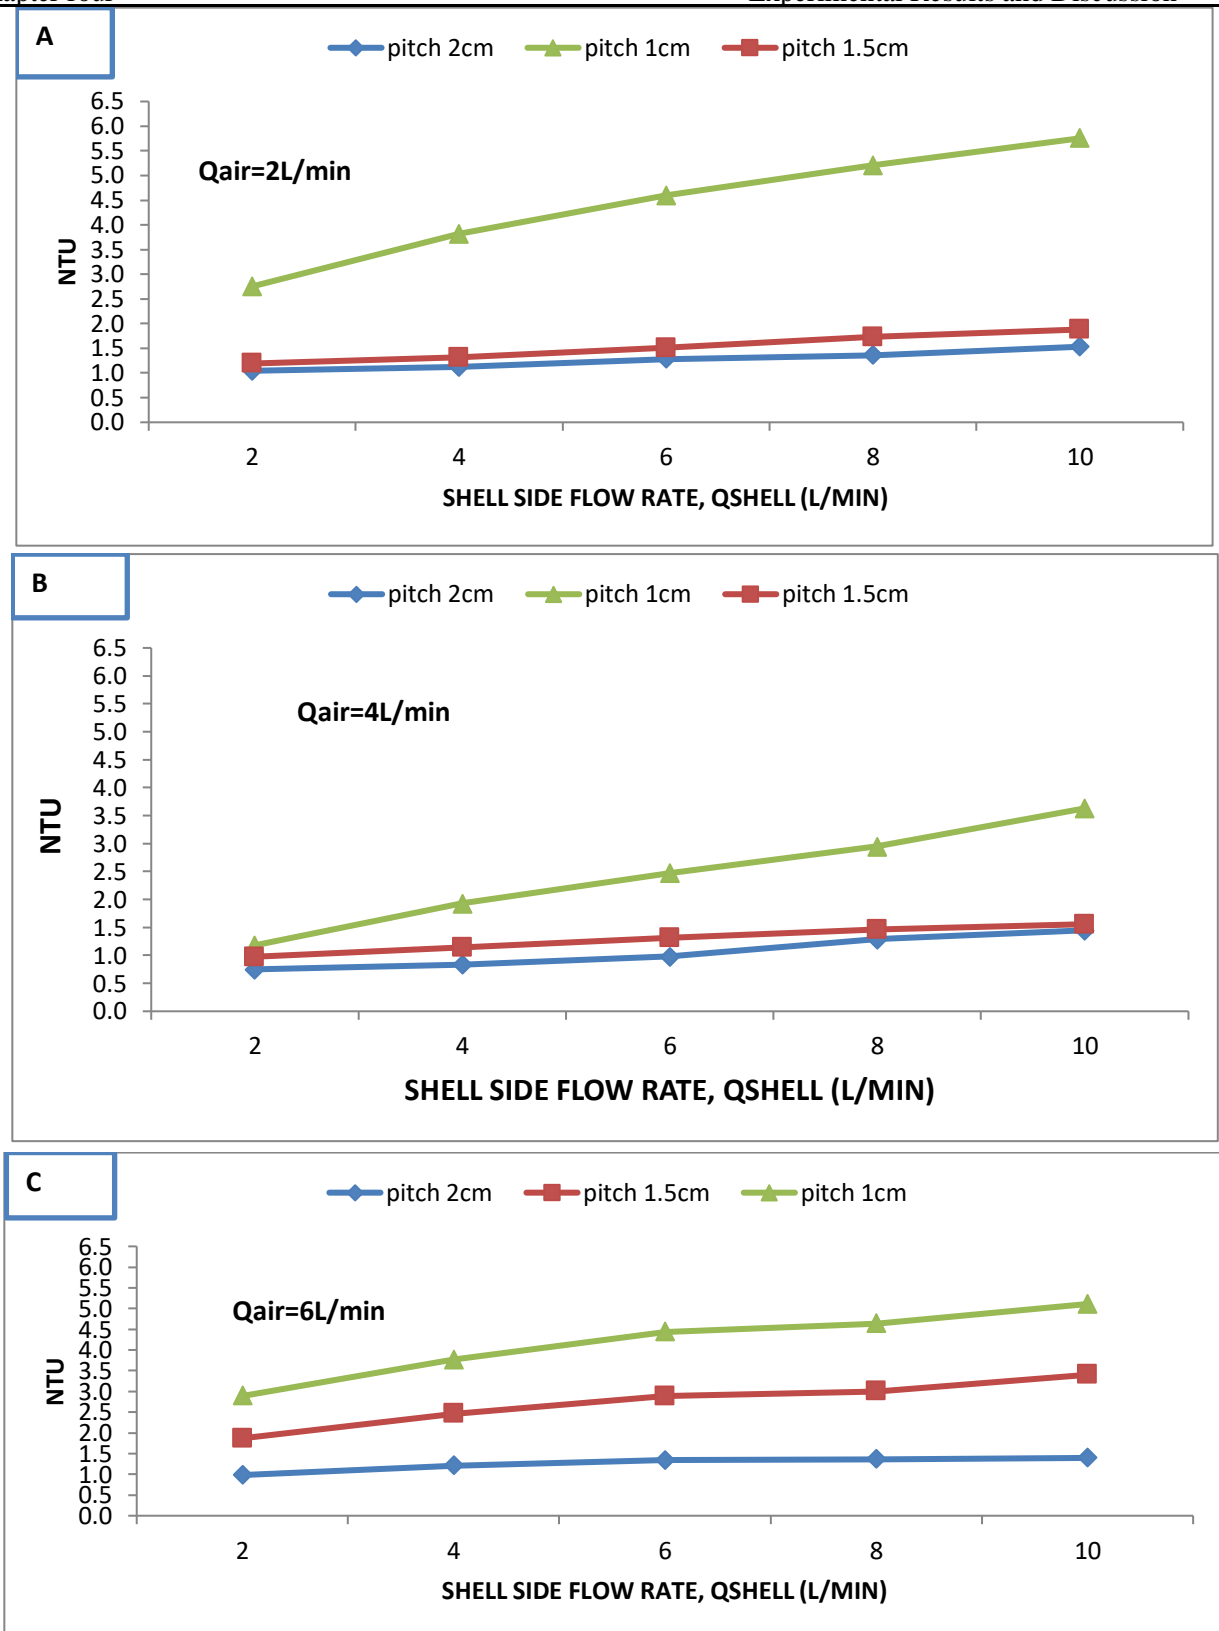 Experimental Results and Discussion
A
pitch 2cm pitch 1cm pitch 1.5cm
6.5
6.0
5.5
5.0
4.5
4.0
3.5
3.0
2.5
2.0
1.5
1.0
0.5
0.0
NTU
Qair=2L/min
2 4 6 8 10
SHELL SIDE FLOW RATE, QSHELL (L/MIN)
B
pitch 2cm pitch 1cm pitch 1.5cm
6.5
6.0
5.5
5.0
4.5
4.0
3.5
3.0
2.5
2.0
1.5
1.0
0.5
0.0
NTU
Qair=4L/min
2 4 6 8 10
SHELL SIDE FLOW RATE, QSHELL (L/MIN)
C
pitch 2cm pitch 1.5cm pitch 1cm
6.5
6.0
5.5
5.0
4.5
4.0
3.5
3.0
2.5
2.0
1.5
1.0
0.5
0.0
NTU
Qair=6L/min
2 4 6 8 10
SHELL SIDE FLOW RATE, QSHELL (L/MIN)